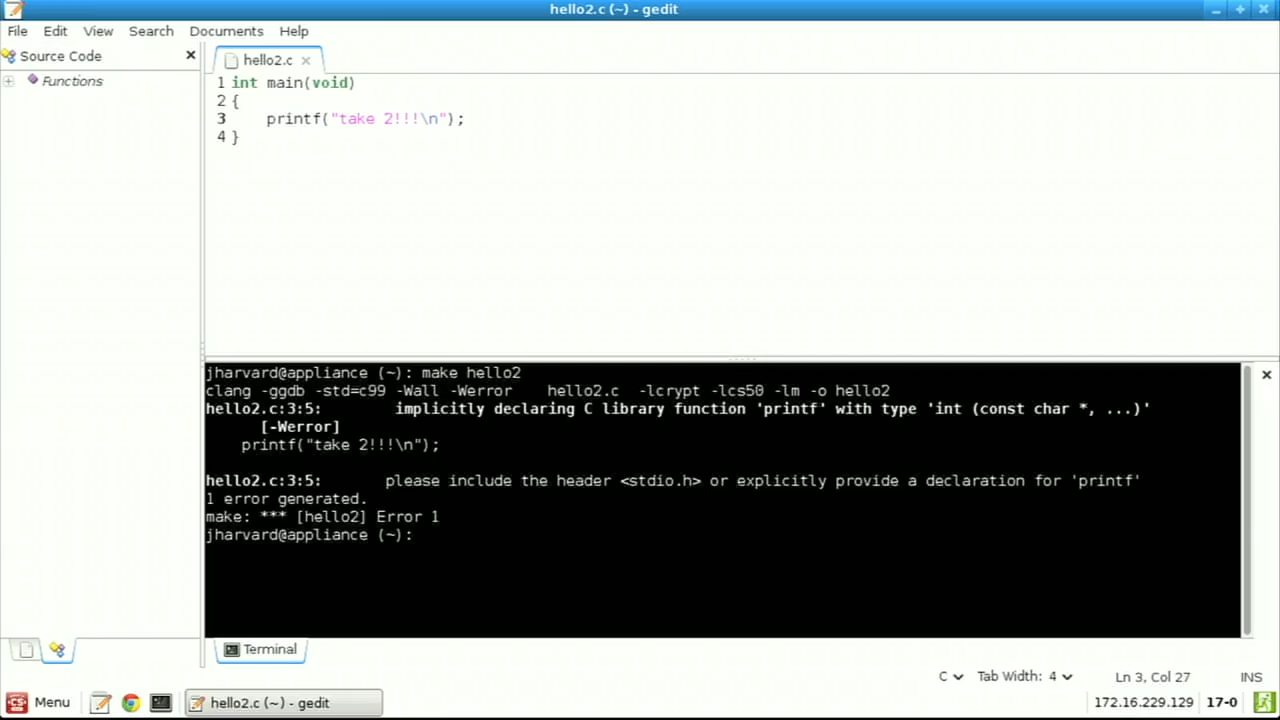 hello2.c (~) - gedit
File Edit View Search Documents Help
Source Code
hello2.c
Functions
1 int main(void)
2 {
3     printf("take 2!!!\n");
4 }
jharvard@appliance (~): make hello2
clang -ggdb -std=c99 -Wall -Werror    hello2.c  -lcrypt -lcs50 -lm -o hello2
hello2.c:3:5:        implicitly declaring C library function 'printf' with type 'int (const char *, ...)'
      [-Werror]
    printf("take 2!!!\n");
hello2.c:3:5:       please include the header <stdio.h> or explicitly provide a declaration for 'printf'
1 error generated.
make: *** [hello2] Error 1
jharvard@appliance (~):
Terminal
C Tab Width: 4 Ln 3, Col 27 INS
Menu hello2.c (~) - gedit 172.16.229.129 17-0